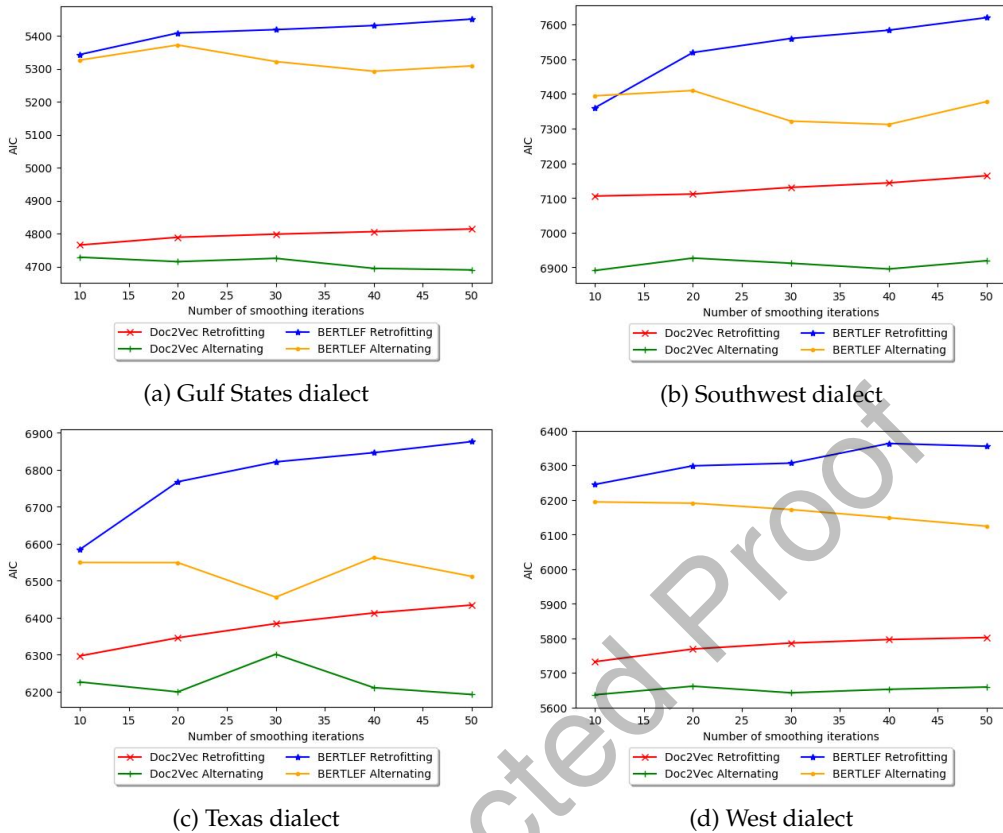 5400
5300
5200
5100
5000
4900
4800
4700
AIC
10 15 20 25 30 35 40 45 50
Number of smoothing iterations
Doc2Vec Retrofitting BERTLEF Retrofitting
Doc2Vec Alternating BERTLEF Alternating
(a) Gulf States dialect
7600
7500
7400
7300
7200
7100
7000
6900
AIC
10 15 20 25 30 35 40 45 50
Number of smoothing iterations
Doc2Vec Retrofitting BERTLEF Retrofitting
Doc2Vec Alternating BERTLEF Alternating
(b) Southwest dialect
6900
6800
6700
6600
6500
6400
6300
6200
AIC
10 15 20 25 30 35 40 45 50
Number of smoothing iterations
Doc2Vec Retrofitting BERTLEF Retrofitting
Doc2Vec Alternating BERTLEF Alternating
(c) Texas dialect
6400
6300
6200
6100
6000
5900
5800
5700
5600
AIC
10 15 20 25 30 35 40 45 50
Number of smoothing iterations
Doc2Vec Retrofitting BERTLEF Retrofitting
Doc2Vec Alternating BERTLEF Alternating
(d) West dialect
cted Proof